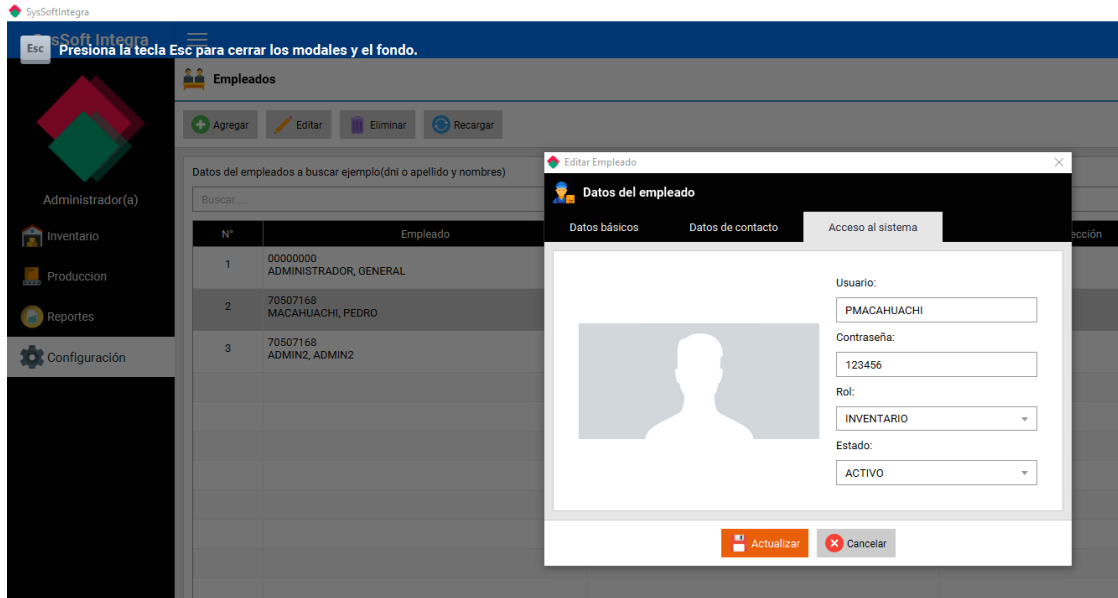 SysSoftIntegra
SysSoft Integra
Esc Presiona la tecla Esc para cerrar los modales y el fondo.
Administrador(a)
Inventario
Produccion
Reportes
Configuración
Empleados
Agregar Editar Eliminar Recargar
Datos del empleados a buscar ejemplo(dni o apellido y nombres)
Buscar....
N° Empleado
1 00000000
ADMINISTRADOR, GENERAL
2 70507168
MACAHUACHI, PEDRO
3 70507168
ADMIN2, ADMIN2
Editar Empleado
Datos del empleado
Datos básicos Datos de contacto Acceso al sistema
Usuario:
PMACAHUACHI
Contraseña:
123456
Rol:
INVENTARIO
Estado:
ACTIVO
Actualizar Cancelar
ección